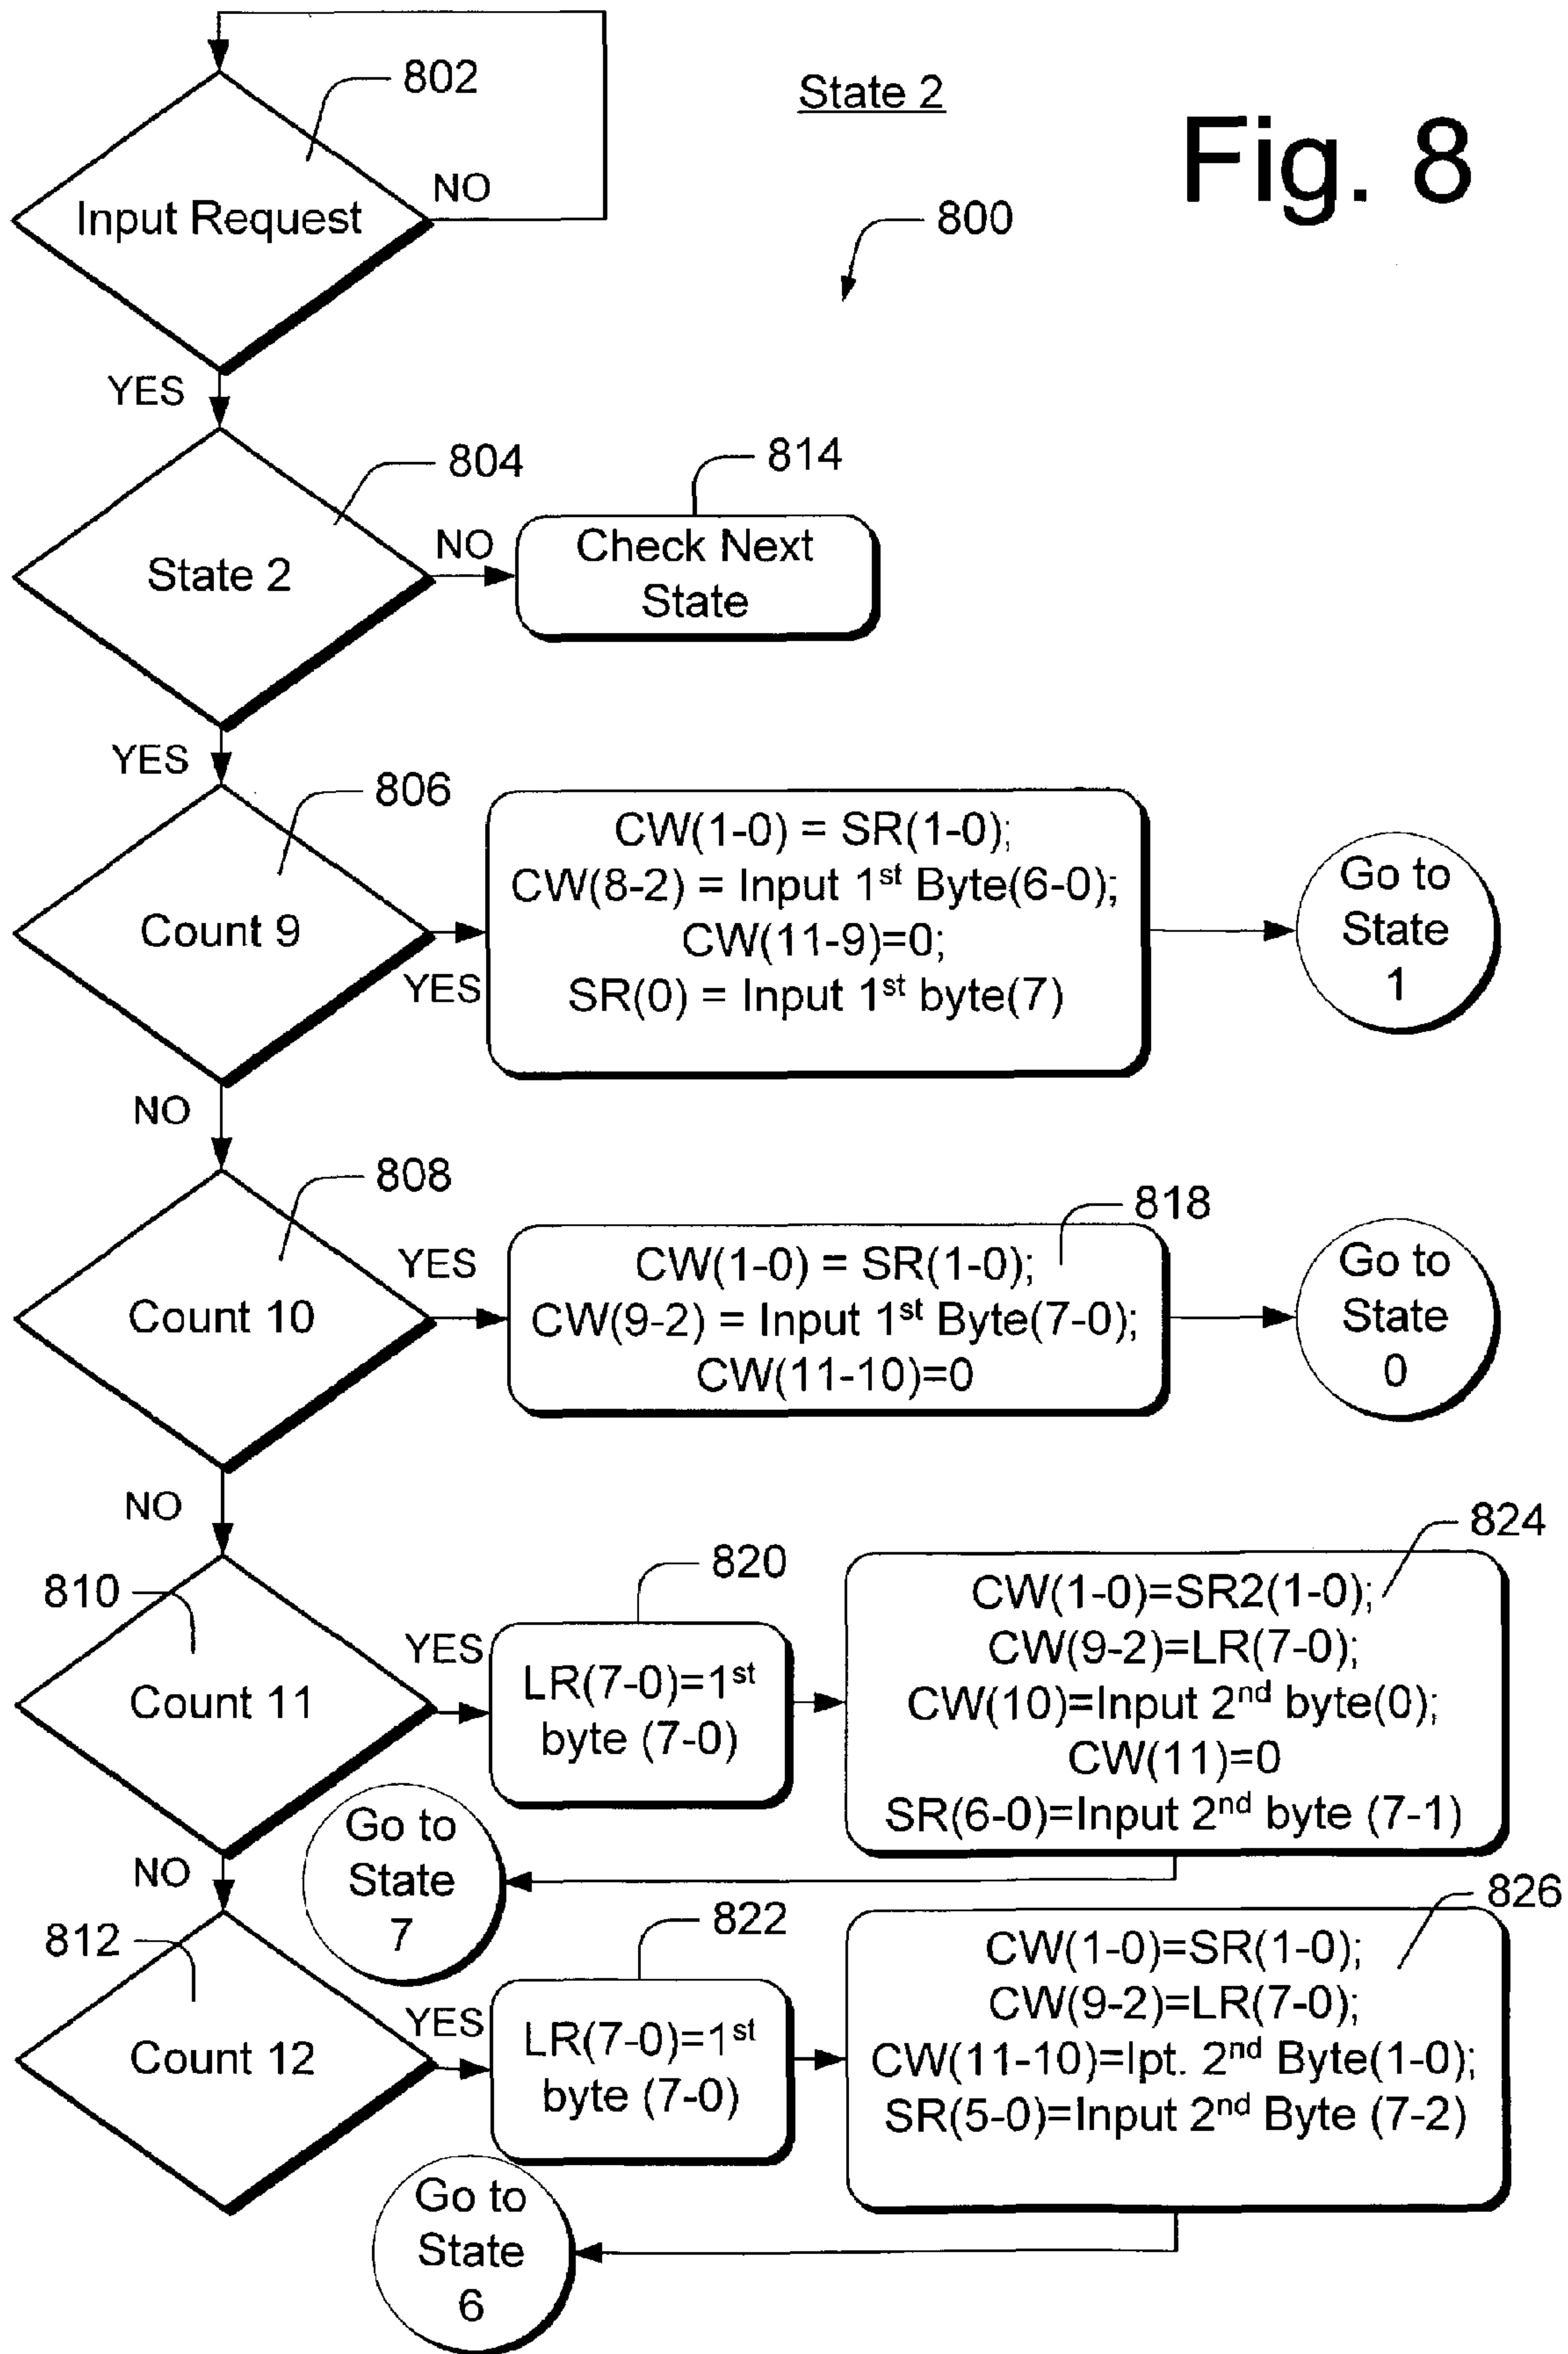 802
State 2
Fig. 8
NO
Input Request
800
YES
804
814
NO
Check Next
State
State 2
YES
806
CW(1-0) = SR(1-0);
CW(8-2) = Input 1st Byte(6-0);
CW(11-9)=0;
SR(0) = Input 1st byte(7)
Go to
State
1
Count 9
YES
NO
808
818
YES
CW(1-0) = SR(1-0);
CW(9-2) = Input 1st Byte(7-0);
CW(11-10)=0
Go to
State
0
Count 10
NO
810
820
824
YES
LR(7-0)=1st
byte (7-0)
CW(1-0)=SR2(1-0);
CW(9-2)=LR(7-0);
CW(10)=Input 2nd byte(0);
CW(11)=0
SR(6-0)=Input 2nd byte (7-1)
Count 11
Go to
State
7
NO
812
822
826
YES
LR(7-0)=1st
byte (7-0)
CW(1-0)=SR(1-0);
CW(9-2)=LR(7-0);
CW(11-10)=Ipt. 2nd Byte(1-0);
SR(5-0)=Input 2nd Byte (7-2)
Count 12
Go to
State
6